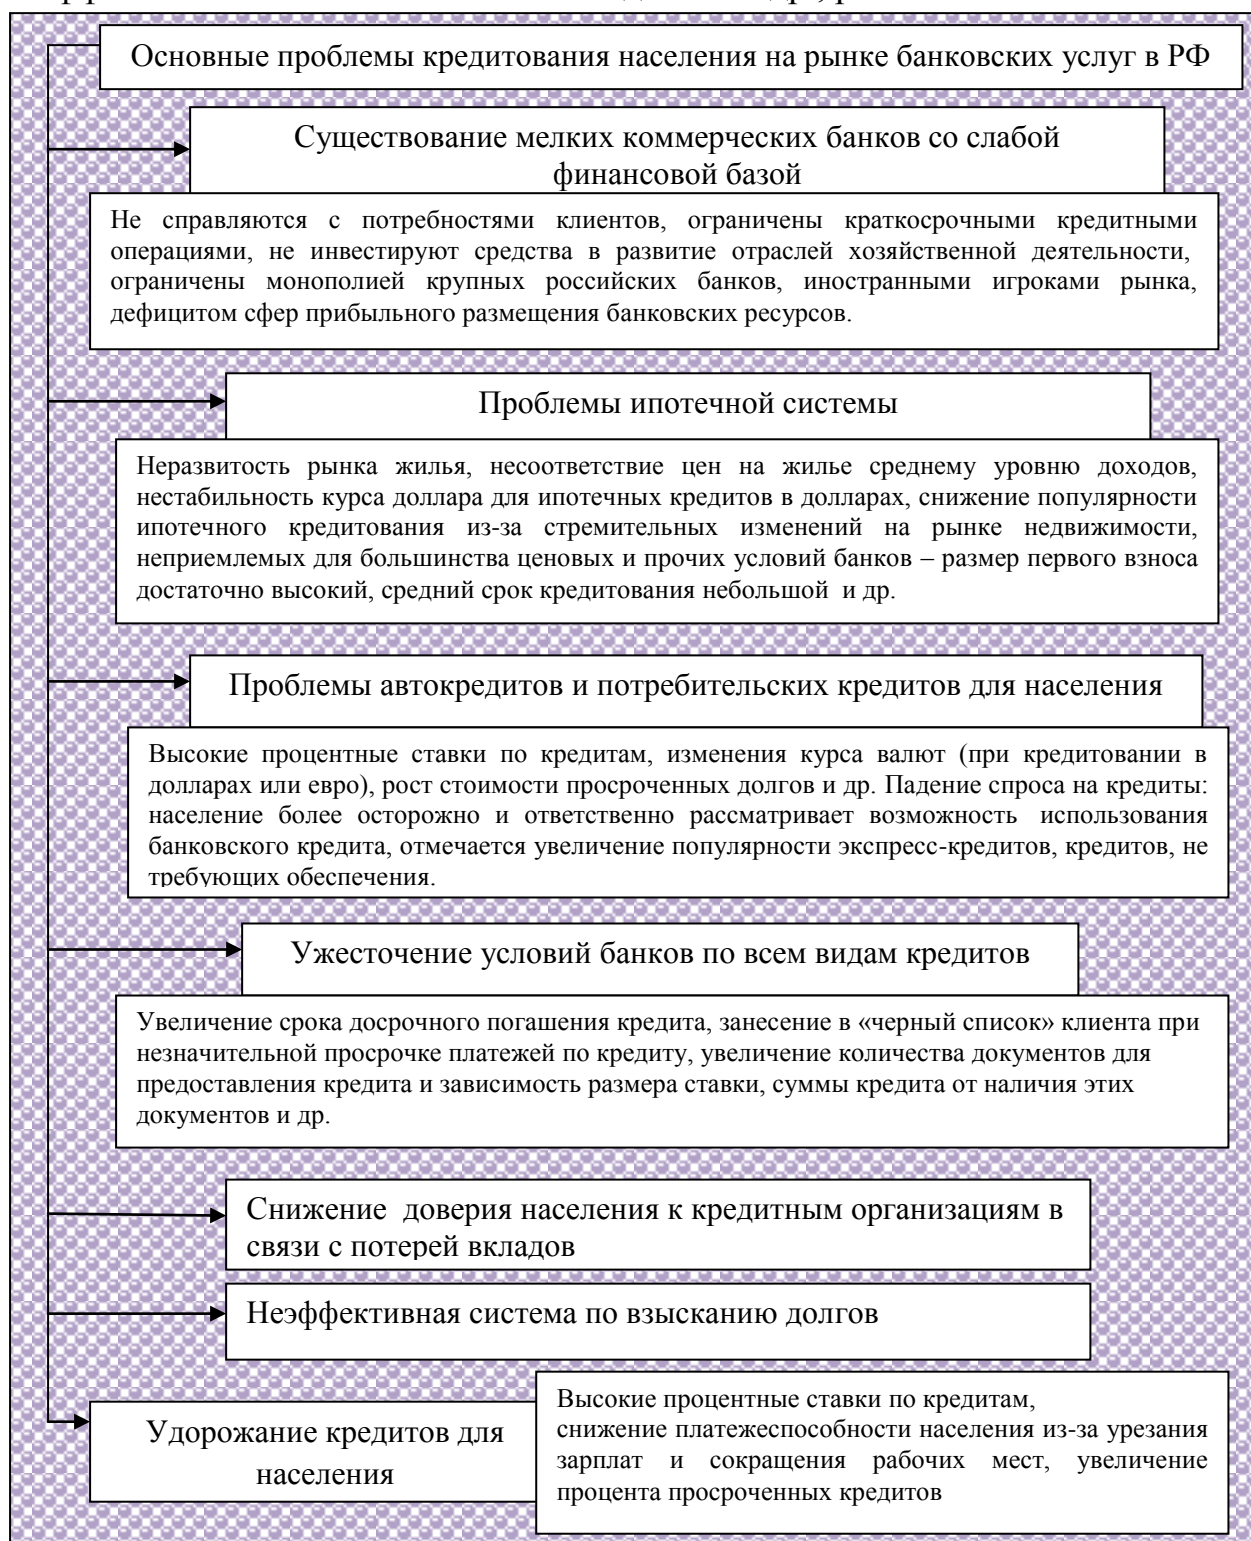 Основные проблемы кредитования населения на рынке банковских услуг в РФ
Существование мелких коммерческих банков со слабой
финансовой базой
Не справляются с потребностями клиентов, ограничены краткосрочными кредитными
операциями, не инвестируют средства в развитие отраслей хозяйственной деятельности,
ограничены монополией крупных российских банков, иностранными игроками рынка,
дефицитом сфер прибыльного размещения банковских ресурсов.
Проблемы ипотечной системы
Неразвитость рынка жилья, несоответствие цен на жилье среднему уровню доходов,
нестабильность курса доллара для ипотечных кредитов в долларах, снижение популярности
ипотечного кредитования из-за стремительных изменений на рынке недвижимости,
неприемлемых для большинства ценовых и прочих условий банков – размер первого взноса
достаточно высокий, средний срок кредитования небольшой и др.
Проблемы автокредитов и потребительских кредитов для населения
Высокие процентные ставки по кредитам, изменения курса валют (при кредитовании в
долларах или евро), рост стоимости просроченных долгов и др. Падение спроса на кредиты:
население более осторожно и ответственно рассматривает возможность использования
банковского кредита, отмечается увеличение популярности экспресс-кредитов, кредитов, не
требующих обеспечения.
Ужесточение условий банков по всем видам кредитов
Увеличение срока досрочного погашения кредита, занесение в «черный список» клиента при
незначительной просрочке платежей по кредиту, увеличение количества документов для
предоставления кредита и зависимость размера ставки, суммы кредита от наличия этих
документов и др.
Снижение доверия населения к кредитным организациям в
связи с потерей вкладов
Неэффективная система по взысканию долгов
Удорожание кредитов для
населения
Высокие процентные ставки по кредитам,
снижение платежеспособности населения из-за урезания
зарплат и сокращения рабочих мест, увеличение
процента просроченных кредитов